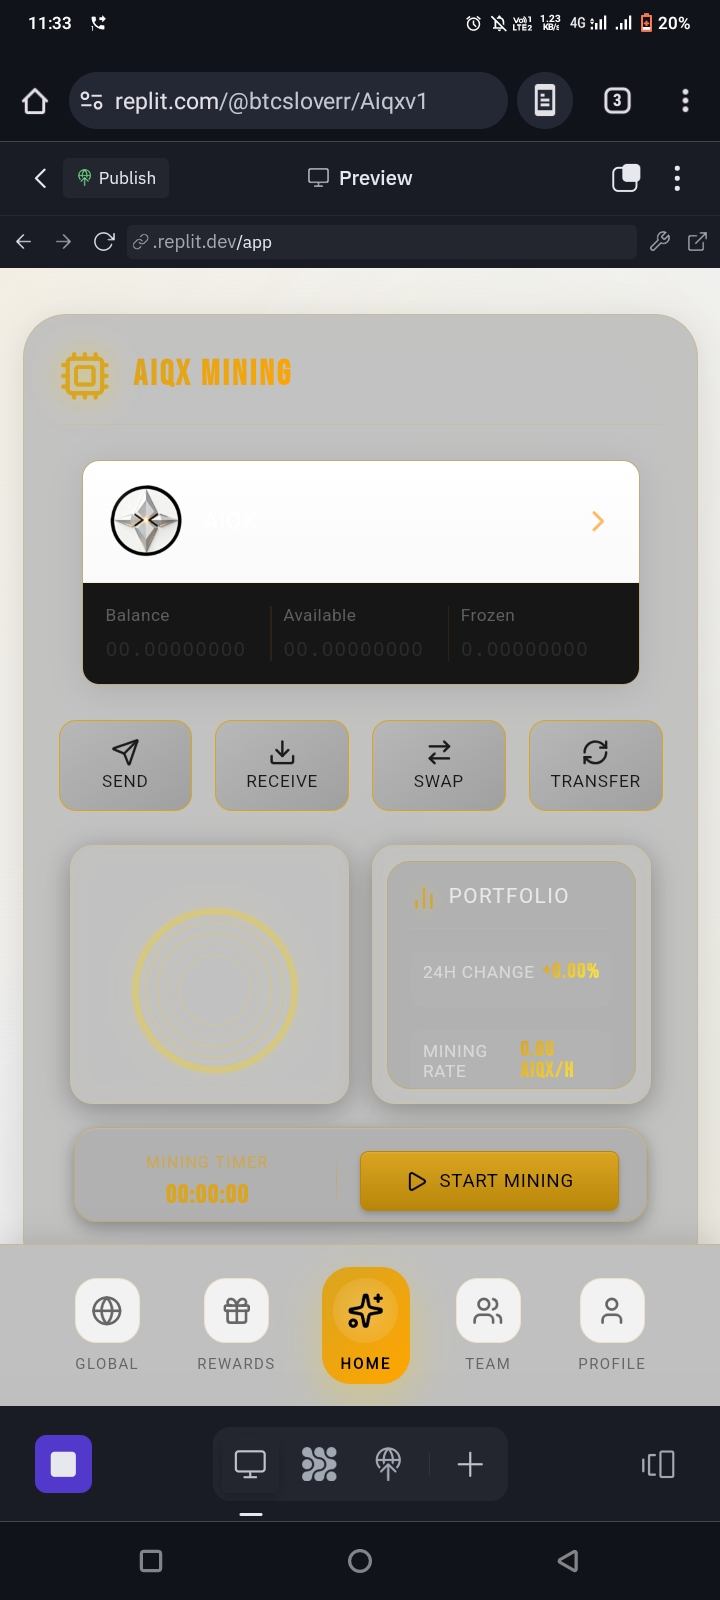 11:33
Vo))1 LTE2
1.23 KB/s
4G
20%
replit.com/@btcsloverr/Aiqxv1
3
Publish
Preview
.replit.dev/app
AIQX MINING
AIQX
Balance
Available
Frozen
00.00000000
00.00000000
0.00000000
SEND
RECEIVE
SWAP
TRANSFER
PORTFOLIO
24H CHANGE +0.00%
MINING RATE
0.00 AIQX/H
MINING TIMER
00:00:00
START MINING
GLOBAL
REWARDS
HOME
TEAM
PROFILE